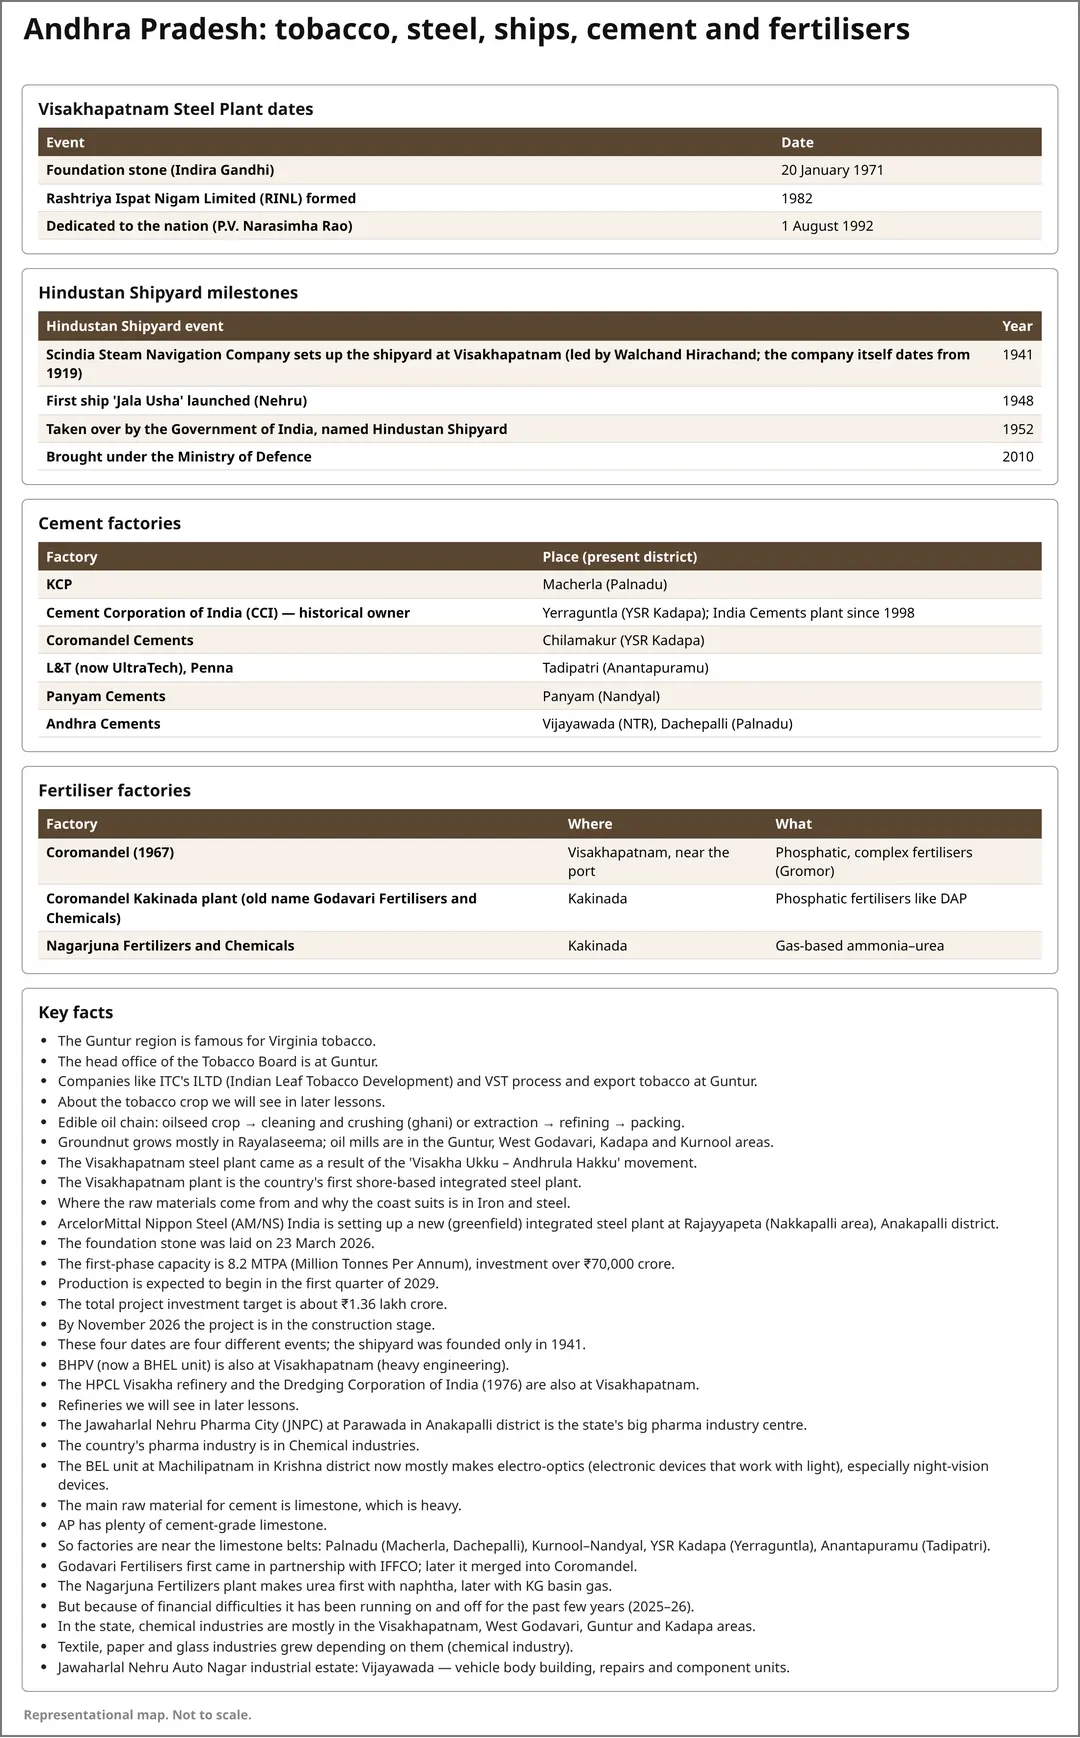 Andhra Pradesh: tobacco, steel, ships, cement and fertilisers
Visakhapatnam Steel Plant dates
Event Date
Foundation stone (Indira Gandhi) 20 January 1971
Rashtriya Ispat Nigam Limited (RINL) formed 1982
Dedicated to the nation (P.V. Narasimha Rao) 1 August 1992
Hindustan Shipyard milestones
Hindustan Shipyard event Year
Scindia Steam Navigation Company sets up the shipyard at Visakhapatnam (led by Walchand Hirachand; the company itself dates from 1941
1919)
First ship 'Jala Usha' launched (Nehru) 1948
Taken over by the Government of India, named Hindustan Shipyard 1952
Brought under the Ministry of Defence 2010
Cement factories
Factory Place (present district)
KCP Macherla (Palnadu)
Cement Corporation of India (CCI) — historical owner Yerraguntla (YSR Kadapa); India Cements plant since 1998
Coromandel Cements Chilamakur (YSR Kadapa)
L&T (now UltraTech), Penna Tadipatri (Anantapuramu)
Panyam Cements Panyam (Nandyal)
Andhra Cements Vijayawada (NTR), Dachepalli (Palnadu)
Fertiliser factories
Factory Where What
Coromandel (1967) Visakhapatnam, near the Phosphatic, complex fertilisers
port (Gromor)
Coromandel Kakinada plant (old name Godavari Fertilisers and Kakinada Phosphatic fertilisers like DAP
Chemicals)
Nagarjuna Fertilizers and Chemicals Kakinada Gas-based ammonia–urea
Key facts
• The Guntur region is famous for Virginia tobacco.
• The head office of the Tobacco Board is at Guntur.
• Companies like ITC's ILTD (Indian Leaf Tobacco Development) and VST process and export tobacco at Guntur.
• About the tobacco crop we will see in later lessons.
• Edible oil chain: oilseed crop → cleaning and crushing (ghani) or extraction → refining → packing.
• Groundnut grows mostly in Rayalaseema; oil mills are in the Guntur, West Godavari, Kadapa and Kurnool areas.
• The Visakhapatnam steel plant came as a result of the 'Visakha Ukku – Andhrula Hakku' movement.
• The Visakhapatnam plant is the country's first shore-based integrated steel plant.
• Where the raw materials come from and why the coast suits is in Iron and steel.
• ArcelorMittal Nippon Steel (AM/NS) India is setting up a new (greenfield) integrated steel plant at Rajayyapeta (Nakkapalli area), Anakapalli district.
• The foundation stone was laid on 23 March 2026.
• The first-phase capacity is 8.2 MTPA (Million Tonnes Per Annum), investment over ₹70,000 crore.
• Production is expected to begin in the first quarter of 2029.
• The total project investment target is about ₹1.36 lakh crore.
• By November 2026 the project is in the construction stage.
• These four dates are four different events; the shipyard was founded only in 1941.
• BHPV (now a BHEL unit) is also at Visakhapatnam (heavy engineering).
• The HPCL Visakha refinery and the Dredging Corporation of India (1976) are also at Visakhapatnam.
• Refineries we will see in later lessons.
• The Jawaharlal Nehru Pharma City (JNPC) at Parawada in Anakapalli district is the state's big pharma industry centre.
• The country's pharma industry is in Chemical industries.
• The BEL unit at Machilipatnam in Krishna district now mostly makes electro-optics (electronic devices that work with light), especially night-vision
devices.
• The main raw material for cement is limestone, which is heavy.
• AP has plenty of cement-grade limestone.
• So factories are near the limestone belts: Palnadu (Macherla, Dachepalli), Kurnool–Nandyal, YSR Kadapa (Yerraguntla), Anantapuramu (Tadipatri).
• Godavari Fertilisers first came in partnership with IFFCO; later it merged into Coromandel.
• The Nagarjuna Fertilizers plant makes urea first with naphtha, later with KG basin gas.
• But because of financial difficulties it has been running on and off for the past few years (2025–26).
• In the state, chemical industries are mostly in the Visakhapatnam, West Godavari, Guntur and Kadapa areas.
• Textile, paper and glass industries grew depending on them (chemical industry).
• Jawaharlal Nehru Auto Nagar industrial estate: Vijayawada — vehicle body building, repairs and component units.
Representational map. Not to scale.